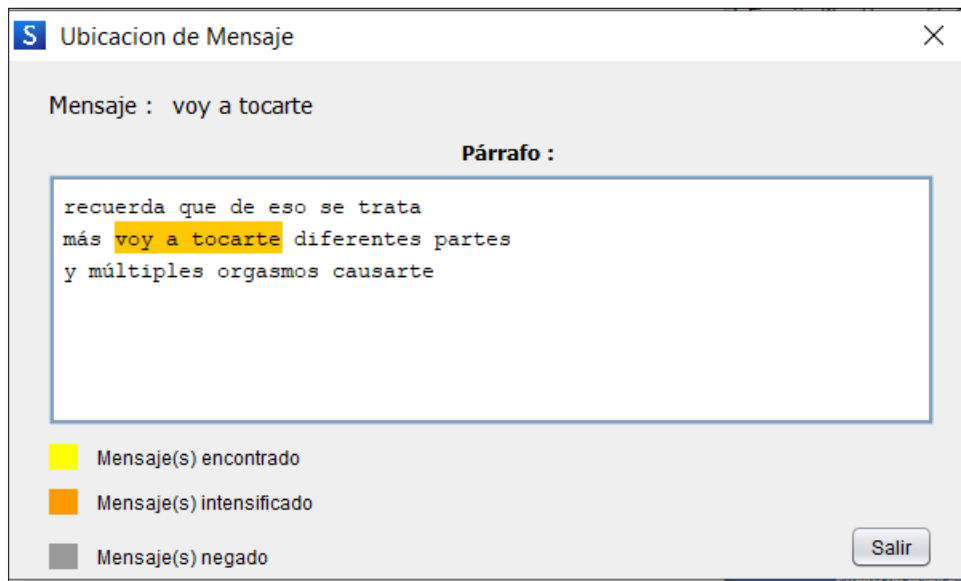 S Ubicacion de Mensaje
Mensaje : voy a tocarte
Párrafo :
recuerda que de eso se trata
más voy a tocarte diferentes partes
y múltiples orgasmos causarte
Mensaje(s) encontrado
Mensaje(s) intensificado
Mensaje(s) negado
Salir